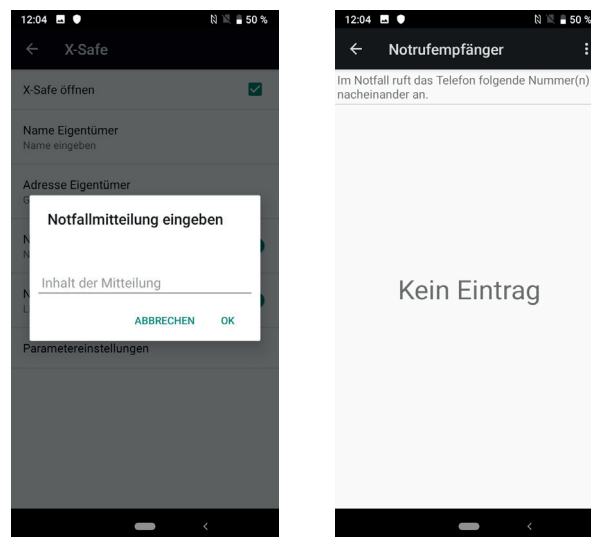 12:04 50 %
X-Safe
X-Safe öffnen
Name Eigentümer
Name eingeben
Adresse Eigentümer
G
Notfallmitteilung eingeben
N
N
Inhalt der Mitteilung
N
L
ABBRECHEN OK
Parametereinstellungen
12:04 50 %
Notrufempfänger
Im Notfall ruft das Telefon folgende Nummer(n)
nacheinander an.
Kein Eintrag